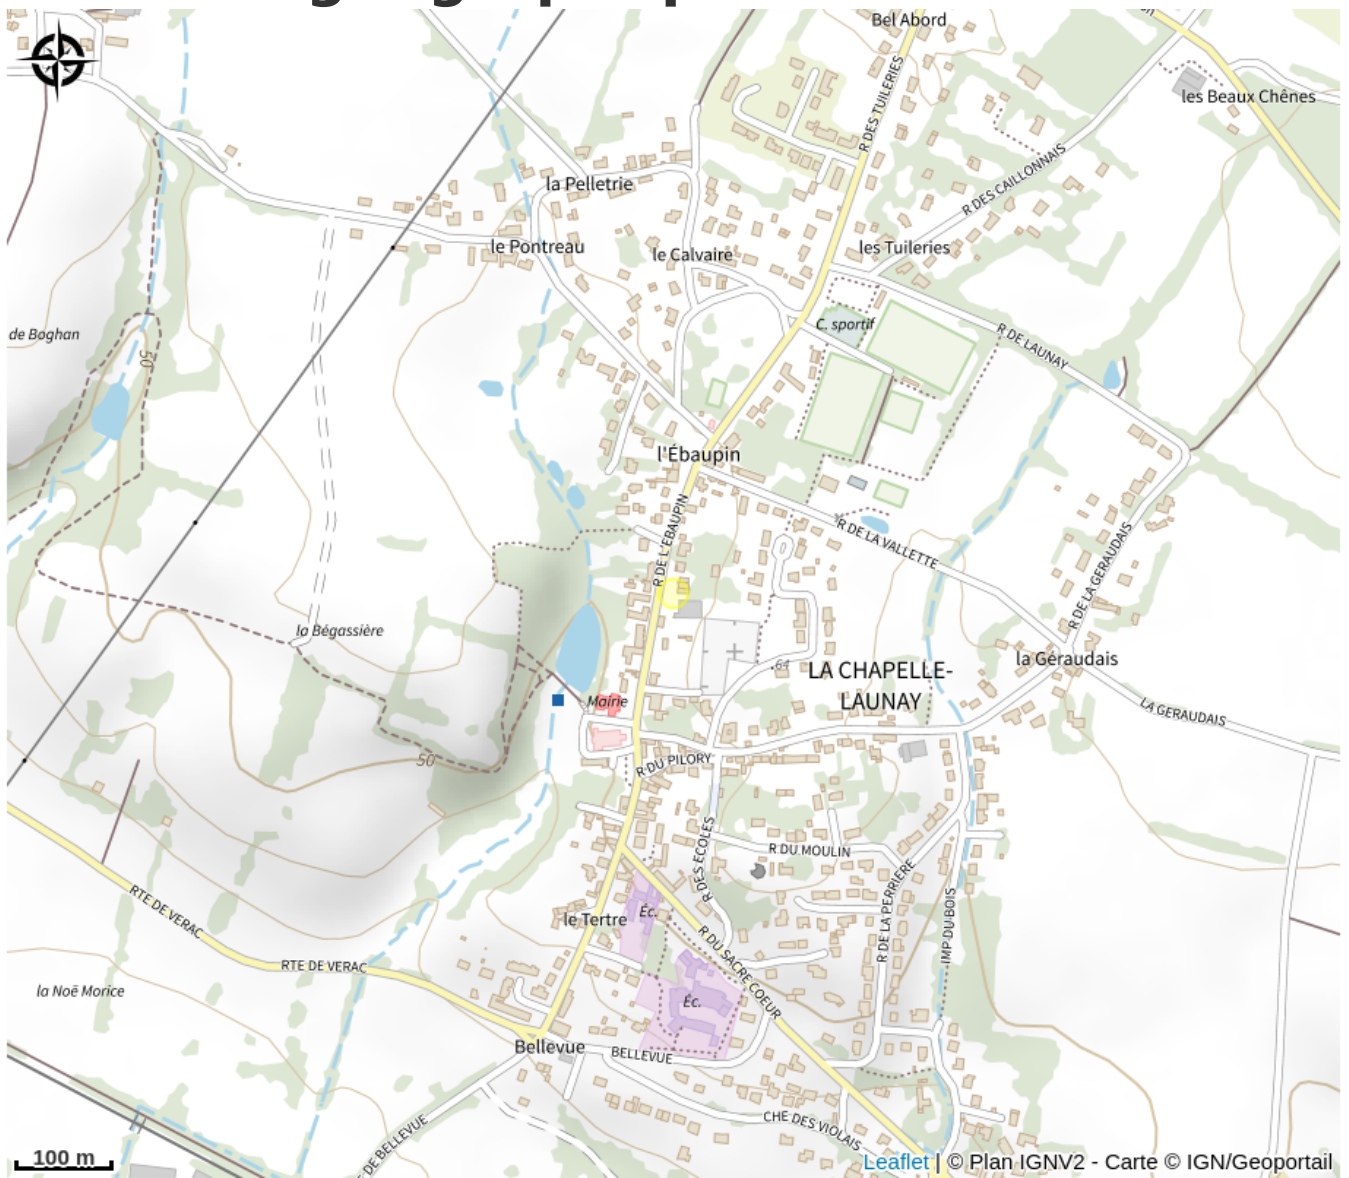 Bel Abord
les Beaux Chênes
R DES TUILERIES
R DES CAILLONNAIS
la Pelletrie
le Pontreau
le Calvaire
les Tuileries
de Boghan
50
C. sportif
R DE LAUNAY
l'Ébaupin
R DE L'EBAUPIN
R DE LA VALLETTE
R DE LA GERAUDAIS
la Bégassière
la Géraudais
64
LA CHAPELLE-
LAUNAY
Mairie
LA GERAUDAIS
50
R DU PILORY
R DES ECOLES
R DU MOULIN
R DE LA PERRIERE
IMP DU BOIS
RTE DE VERAC
le Tertre
Éc.
R DU SACRE COEUR
RTE DE VERAC
la Noë Morice
Éc.
Bellevue
BELLEVUE
CHE DES VIOLAIS
DE BELLEVUE
100 m
Leaflet | © Plan IGNV2 - Carte © IGN/Geoportail